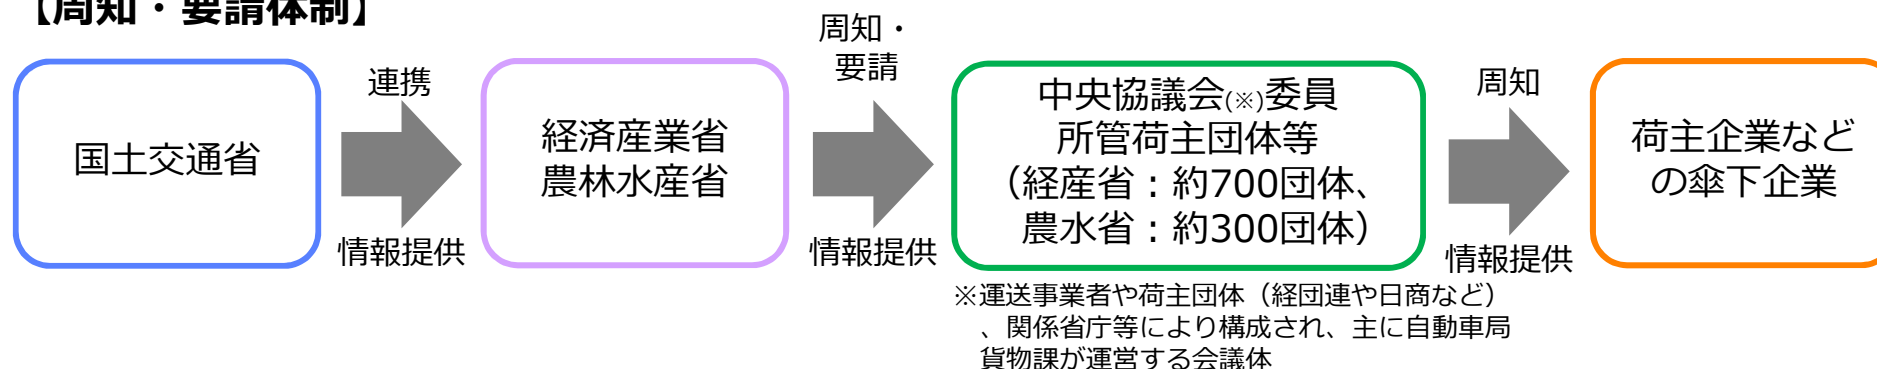 【周知・要請体制】
国土交通省
連携
情報提供
経済産業省
農林水産省
周知・
要請
情報提供
中央協議会(※)委員
所管荷主団体等
（経産省：約700団体、
農水省：約300団体）
※運送事業者や荷主団体（経団連や日商など）
、関係省庁等により構成され、主に自動車局
貨物課が運営する会議体
周知
情報提供
荷主企業など
の傘下企業